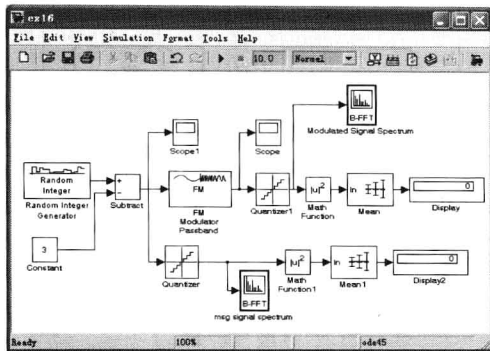 ex16
File Edit View Simulation Format Tools Help
10.0 Normal
B-FFT
Modulated Signal Spectrum
Scope1
Scope
Random
Integer
Random Integer
Generator
+
−
Subtract
FM
FM
Modulator
Passband
Quantizer1
|u|²
Math
Function
In
Mean
0
Display
3
Constant
Quantizer
B-FFT
msg signal spectrum
|u|²
Math
Function1
In
Mean1
0
Display2
Ready 100% ode45